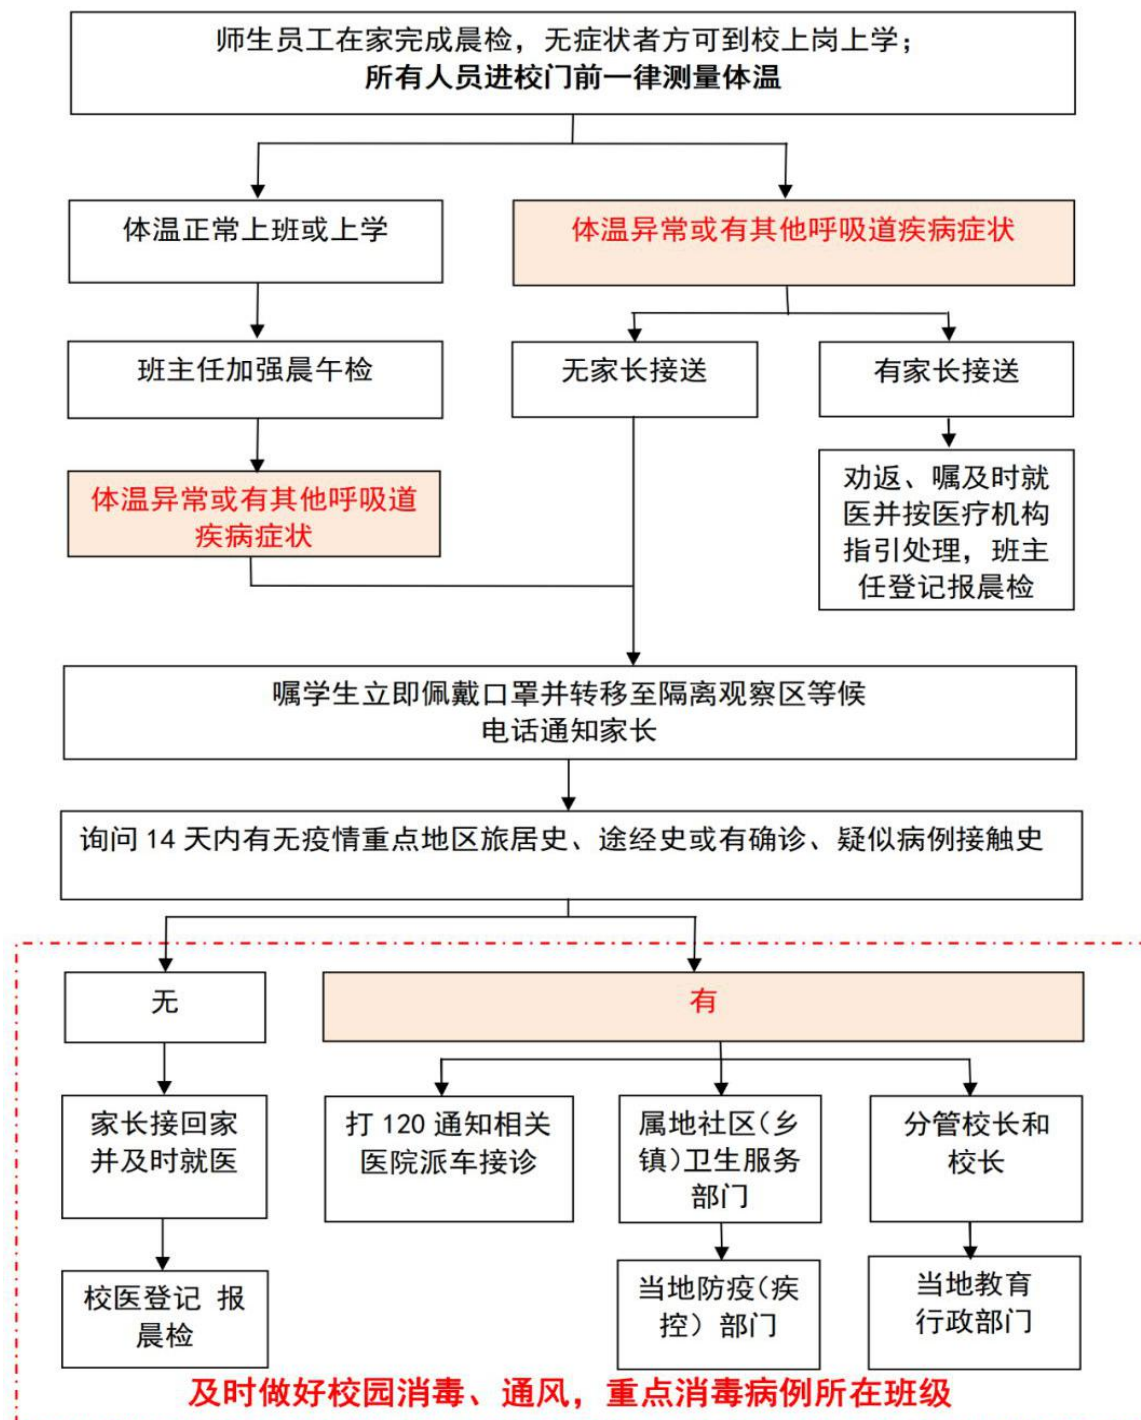 师生员工在家完成晨检，无症状者方可到校上岗上学；
所有人员进校门前一律测量体温
体温正常上班或上学
体温异常或有其他呼吸道疾病症状
班主任加强晨午检
无家长接送
有家长接送
体温异常或有其他呼吸道
疾病症状
劝返、嘱及时就
医并按医疗机构
指引处理，班主
任登记报晨检
嘱学生立即佩戴口罩并转移至隔离观察区等候
电话通知家长
询问 14 天内有无疫情重点地区旅居史、途经史或有确诊、疑似病例接触史
无
有
家长接回家
并及时就医
打 120 通知相关
医院派车接诊
属地社区（乡
镇）卫生服务
部门
分管校长和
校长
校医登记 报
晨检
当地防疫（疾
控）部门
当地教育
行政部门
及时做好校园消毒、通风，重点消毒病例所在班级